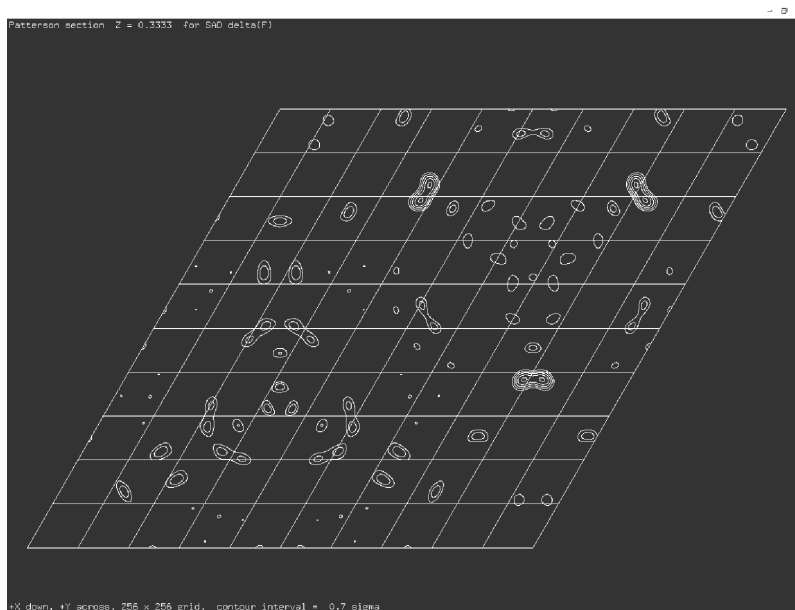 Patterson section  Z = 0.3333  for SAD delta(F)
+X down, +Y across, 256 x 256 grid,  contour interval =  0.7 sigma